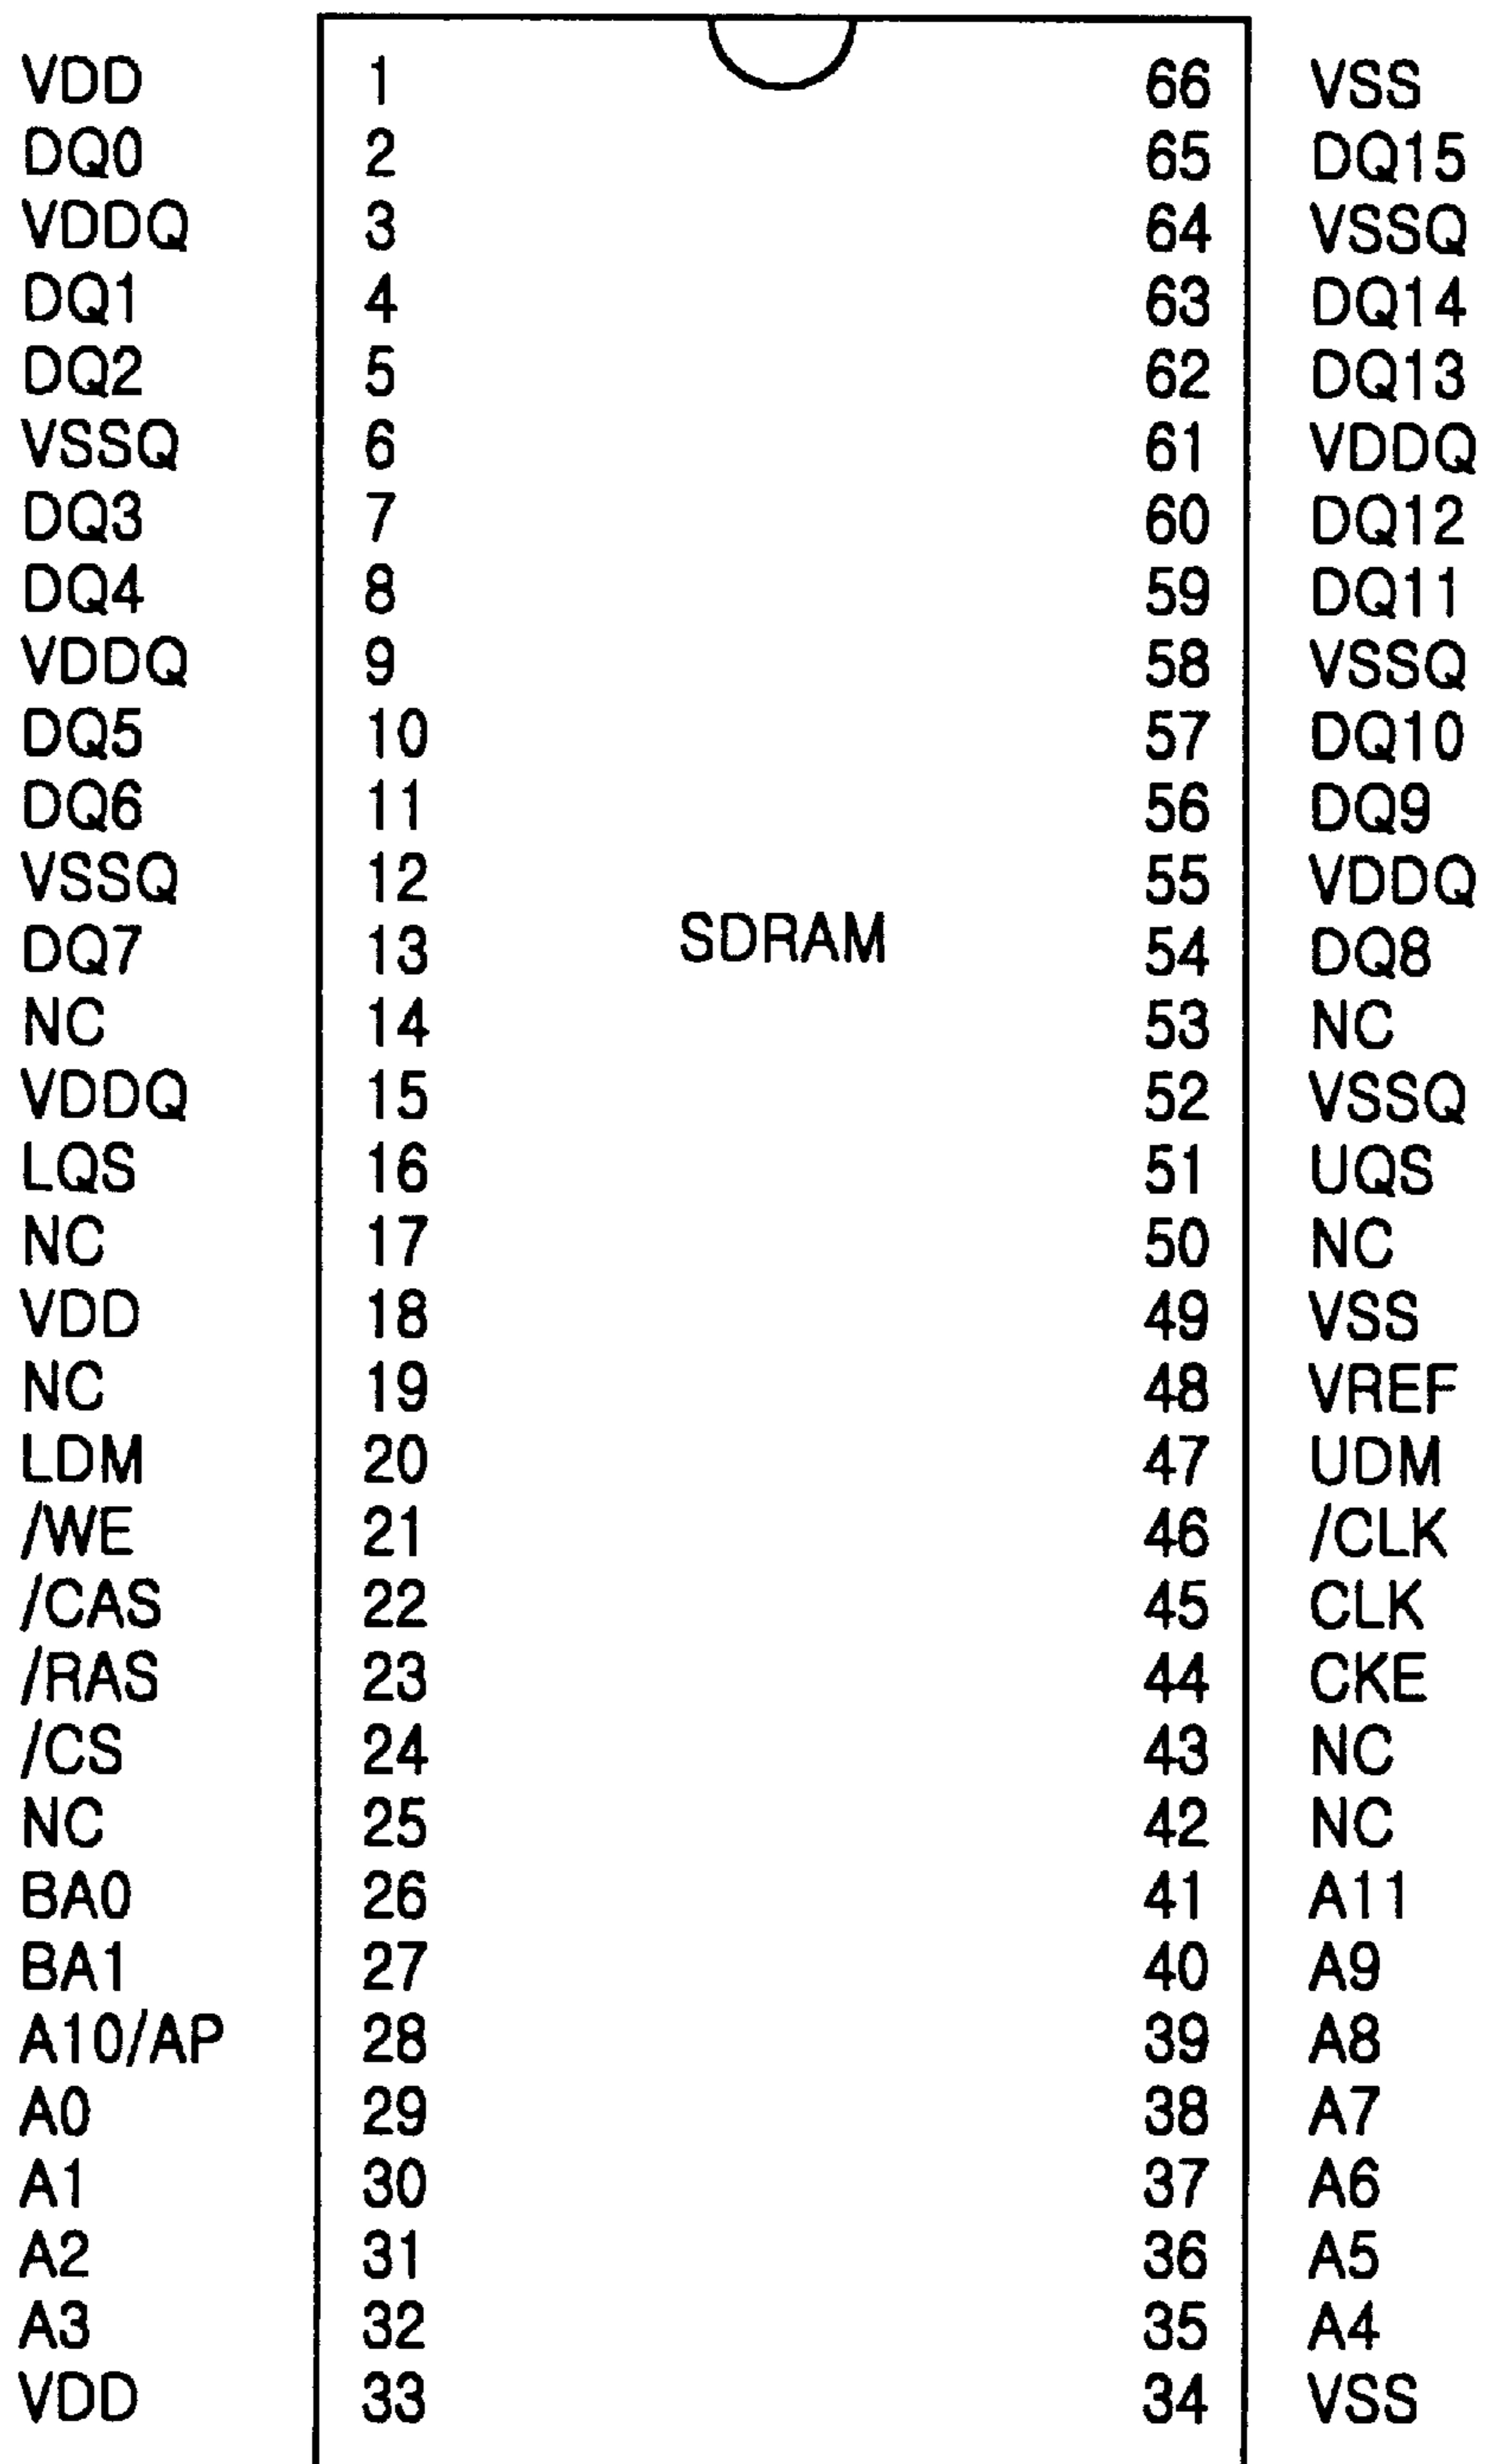 VDD 1 66 VSS
DQ0 2 65 DQ15
VDDQ 3 64 VSSQ
DQ1 4 63 DQ14
DQ2 5 62 DQ13
VSSQ 6 61 VDDQ
DQ3 7 60 DQ12
DQ4 8 59 DQ11
VDDQ 9 58 VSSQ
DQ5 10 57 DQ10
DQ6 11 56 DQ9
VSSQ 12 55 VDDQ
DQ7 13 SDRAM 54 DQ8
NC 14 53 NC
VDDQ 15 52 VSSQ
LQS 16 51 UQS
NC 17 50 NC
VDD 18 49 VSS
NC 19 48 VREF
LDM 20 47 UDM
/WE 21 46 /CLK
/CAS 22 45 CLK
/RAS 23 44 CKE
/CS 24 43 NC
NC 25 42 NC
BA0 26 41 A11
BA1 27 40 A9
A10/AP 28 39 A8
A0 29 38 A7
A1 30 37 A6
A2 31 36 A5
A3 32 35 A4
VDD 33 34 VSS